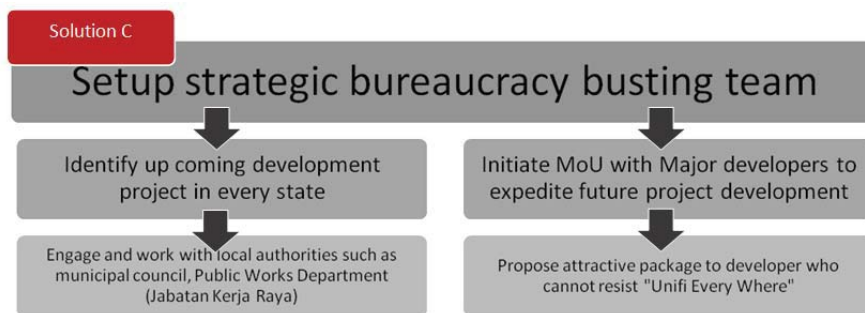 Solution C
Setup strategic bureaucracy busting team
Identify up coming development
project in every state
Initiate MoU with Major developers to
expedite future project development
Engage and work with local authorities such as
municipal council, Public Works Department
(Jabatan Kerja Raya)
Propose attractive package to developer who
cannot resist "Unifi Every Where"